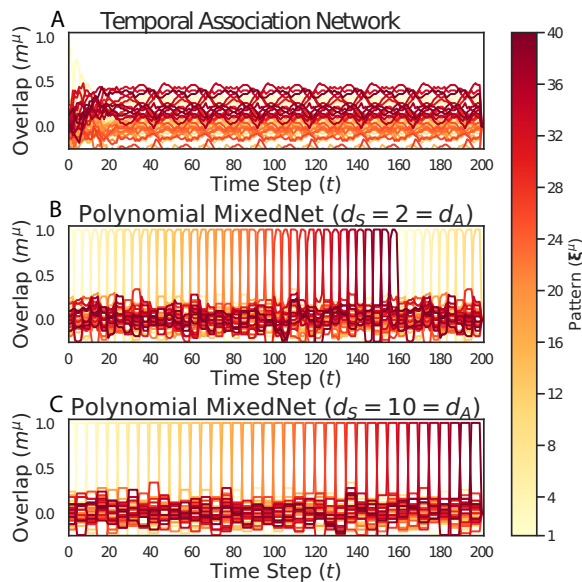 A Temporal Association Network
1.0
0.5
0.0
Overlap (m^μ)
0 20 40 60 80 100 120 140 160 180 200
Time Step (t)
B Polynomial MixedNet (d_S = 2 = d_A)
1.0
0.5
0.0
Overlap (m^μ)
0 20 40 60 80 100 120 140 160 180 200
Time Step (t)
C Polynomial MixedNet (d_S = 10 = d_A)
1.0
0.5
0.0
Overlap (m^μ)
0 20 40 60 80 100 120 140 160 180 200
Time Step (t)
40
36
32
28
24
20
16
12
8
4
1
Pattern (ξ^μ)